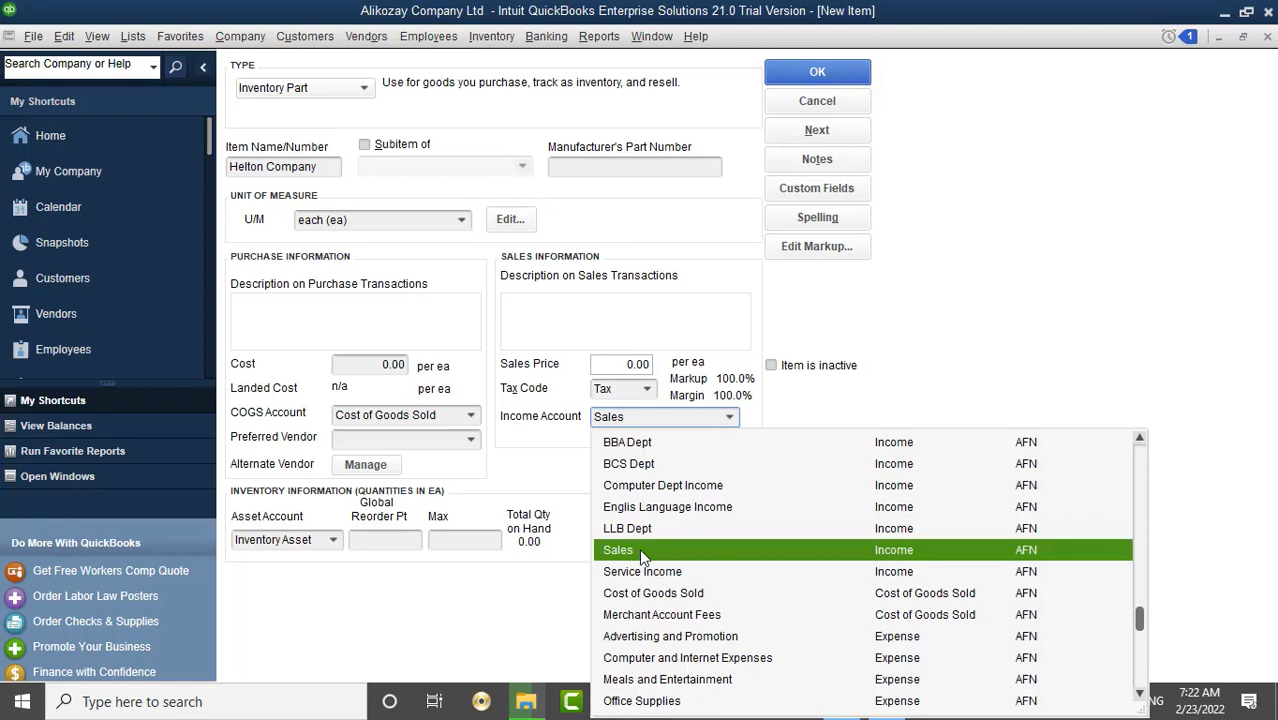 Alikozay Company Ltd - Intuit QuickBooks Enterprise Solutions 21.0 Trial Version - [New Item]
File Edit View Lists Favorites Company Customers Vendors Employees Inventory Banking Reports Window Help 1
Search Company or Help
My Shortcuts
Home
My Company
Calendar
Snapshots
Customers
Vendors
Employees
My Shortcuts
View Balances
Run Favorite Reports
Open Windows
Do More With QuickBooks
Get Free Workers Comp Quote
Order Labor Law Posters
Order Checks & Supplies
Promote Your Business
Finance with Confidence
TYPE
Inventory Part
Use for goods you purchase, track as inventory, and resell.
Item Name/Number
Subitem of
Manufacturer's Part Number
Helton Company
UNIT OF MEASURE
U/M each (ea) Edit...
PURCHASE INFORMATION
Description on Purchase Transactions
Cost 0.00 per ea
Landed Cost n/a per ea
COGS Account Cost of Goods Sold
Preferred Vendor
Alternate Vendor Manage
SALES INFORMATION
Description on Sales Transactions
Sales Price 0.00 per ea
Markup 100.0%
Tax Code Tax
Margin 100.0%
Income Account Sales
INVENTORY INFORMATION (QUANTITIES IN EA)
Asset Account
Global
Reorder Pt
Max
Total Qty
on Hand
0.00
Inventory Asset
OK
Cancel
Next
Notes
Custom Fields
Spelling
Edit Markup...
Item is inactive
BBA Dept Income AFN
BCS Dept Income AFN
Computer Dept Income Income AFN
Englis Language Income Income AFN
LLB Dept Income AFN
Sales Income AFN
Service Income Income AFN
Cost of Goods Sold Cost of Goods Sold AFN
Merchant Account Fees Cost of Goods Sold AFN
Advertising and Promotion Expense AFN
Computer and Internet Expenses Expense AFN
Meals and Entertainment Expense AFN
Office Supplies Expense AFN
Type here to search
NG
7:22 AM
2/23/2022